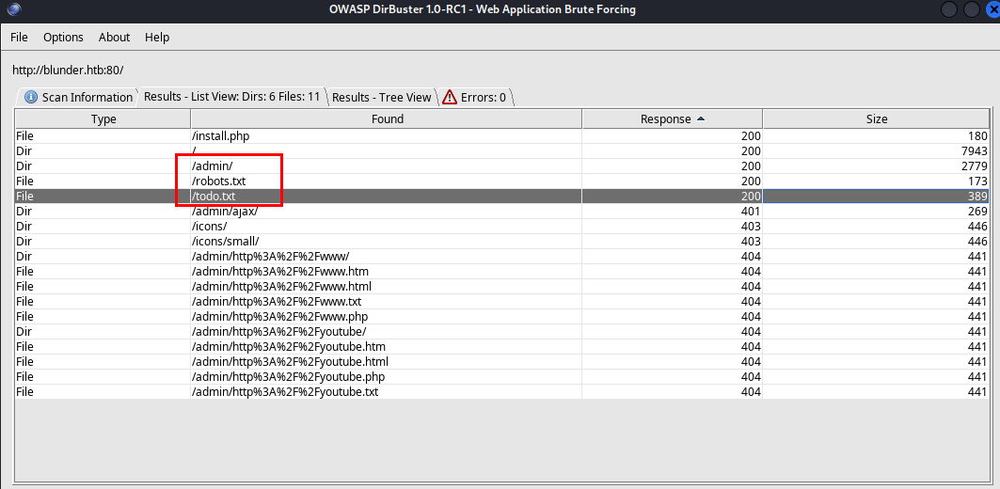 OWASP DirBuster 1.0-RC1 - Web Application Brute Forcing
File Options About Help
http://blunder.htb:80/
Scan Information Results - List View: Dirs: 6 Files: 11 Results - Tree View Errors: 0
Type Found Response Size
File /install.php 200 180
Dir / 200 7943
Dir /admin/ 200 2779
File /robots.txt 200 173
File /todo.txt 200 389
Dir /admin/ajax/ 401 269
Dir /icons/ 403 446
Dir /icons/small/ 403 446
Dir /admin/http%3A%2F%2Fwww/ 404 441
File /admin/http%3A%2F%2Fwww.htm 404 441
File /admin/http%3A%2F%2Fwww.html 404 441
File /admin/http%3A%2F%2Fwww.txt 404 441
File /admin/http%3A%2F%2Fwww.php 404 441
Dir /admin/http%3A%2F%2Fyoutube/ 404 441
File /admin/http%3A%2F%2Fyoutube.htm 404 441
File /admin/http%3A%2F%2Fyoutube.html 404 441
File /admin/http%3A%2F%2Fyoutube.php 404 441
File /admin/http%3A%2F%2Fyoutube.txt 404 441